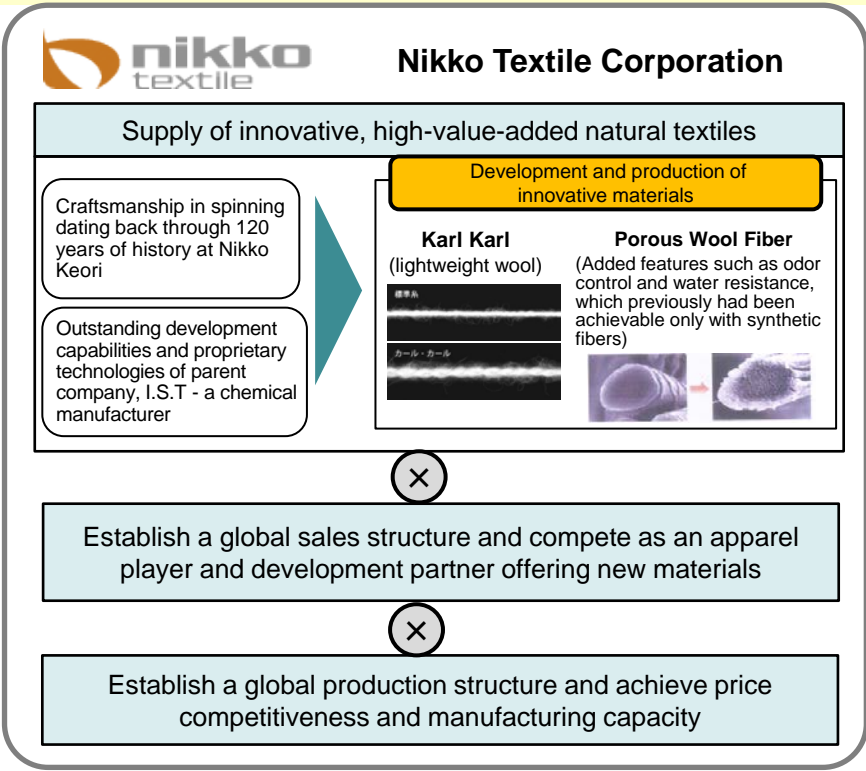 nikko
textile
Nikko Textile Corporation
Supply of innovative, high-value-added natural textiles
Craftsmanship in spinning
dating back through 120
years of history at Nikko
Keori
Outstanding development
capabilities and proprietary
technologies of parent
company, I.S.T - a chemical
manufacturer
Development and production of
innovative materials
Karl Karl
(lightweight wool)
標準糸
カール・カール
Porous Wool Fiber
(Added features such as odor
control and water resistance,
which previously had been
achievable only with synthetic
fibers)
×
Establish a global sales structure and compete as an apparel
player and development partner offering new materials
×
Establish a global production structure and achieve price
competitiveness and manufacturing capacity